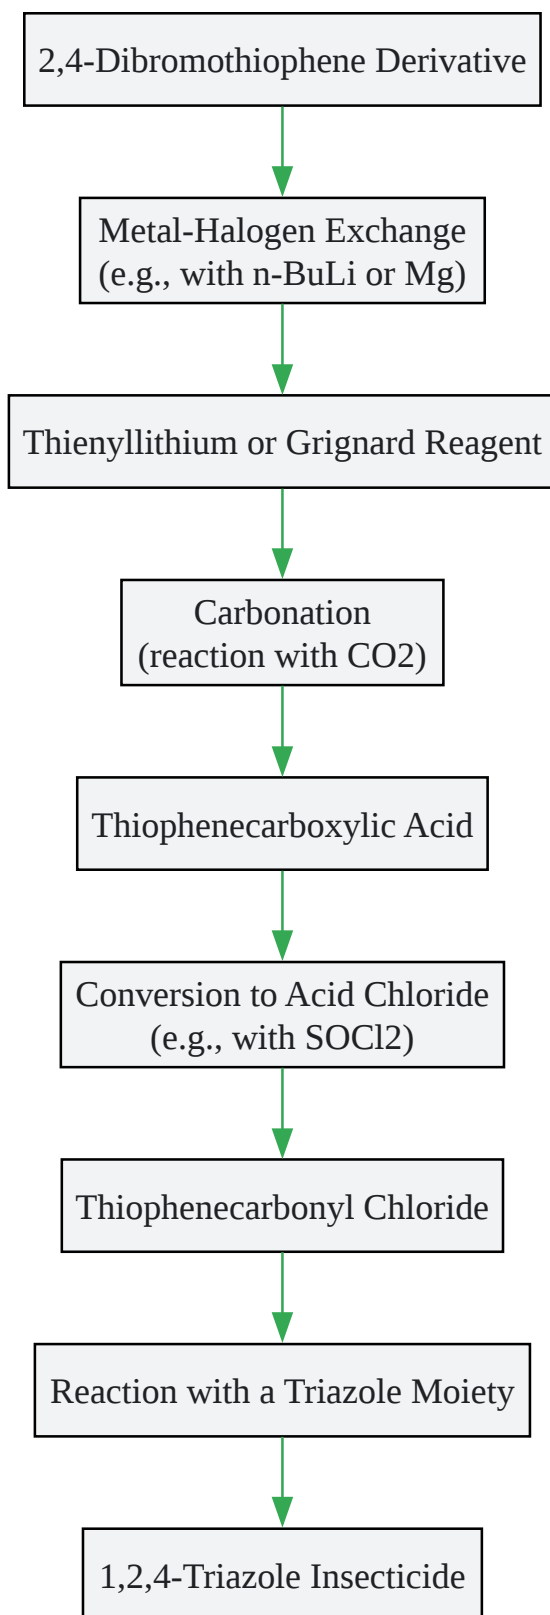 2,4-Dibromothiophene Derivative
Metal-Halogen Exchange
(e.g., with n-BuLi or Mg)
Thienyllithium or Grignard Reagent
Carbonation
(reaction with CO2)
Thiophenecarboxylic Acid
Conversion to Acid Chloride
(e.g., with SOCl2)
Thiophenecarbonyl Chloride
Reaction with a Triazole Moiety
1,2,4-Triazole Insecticide